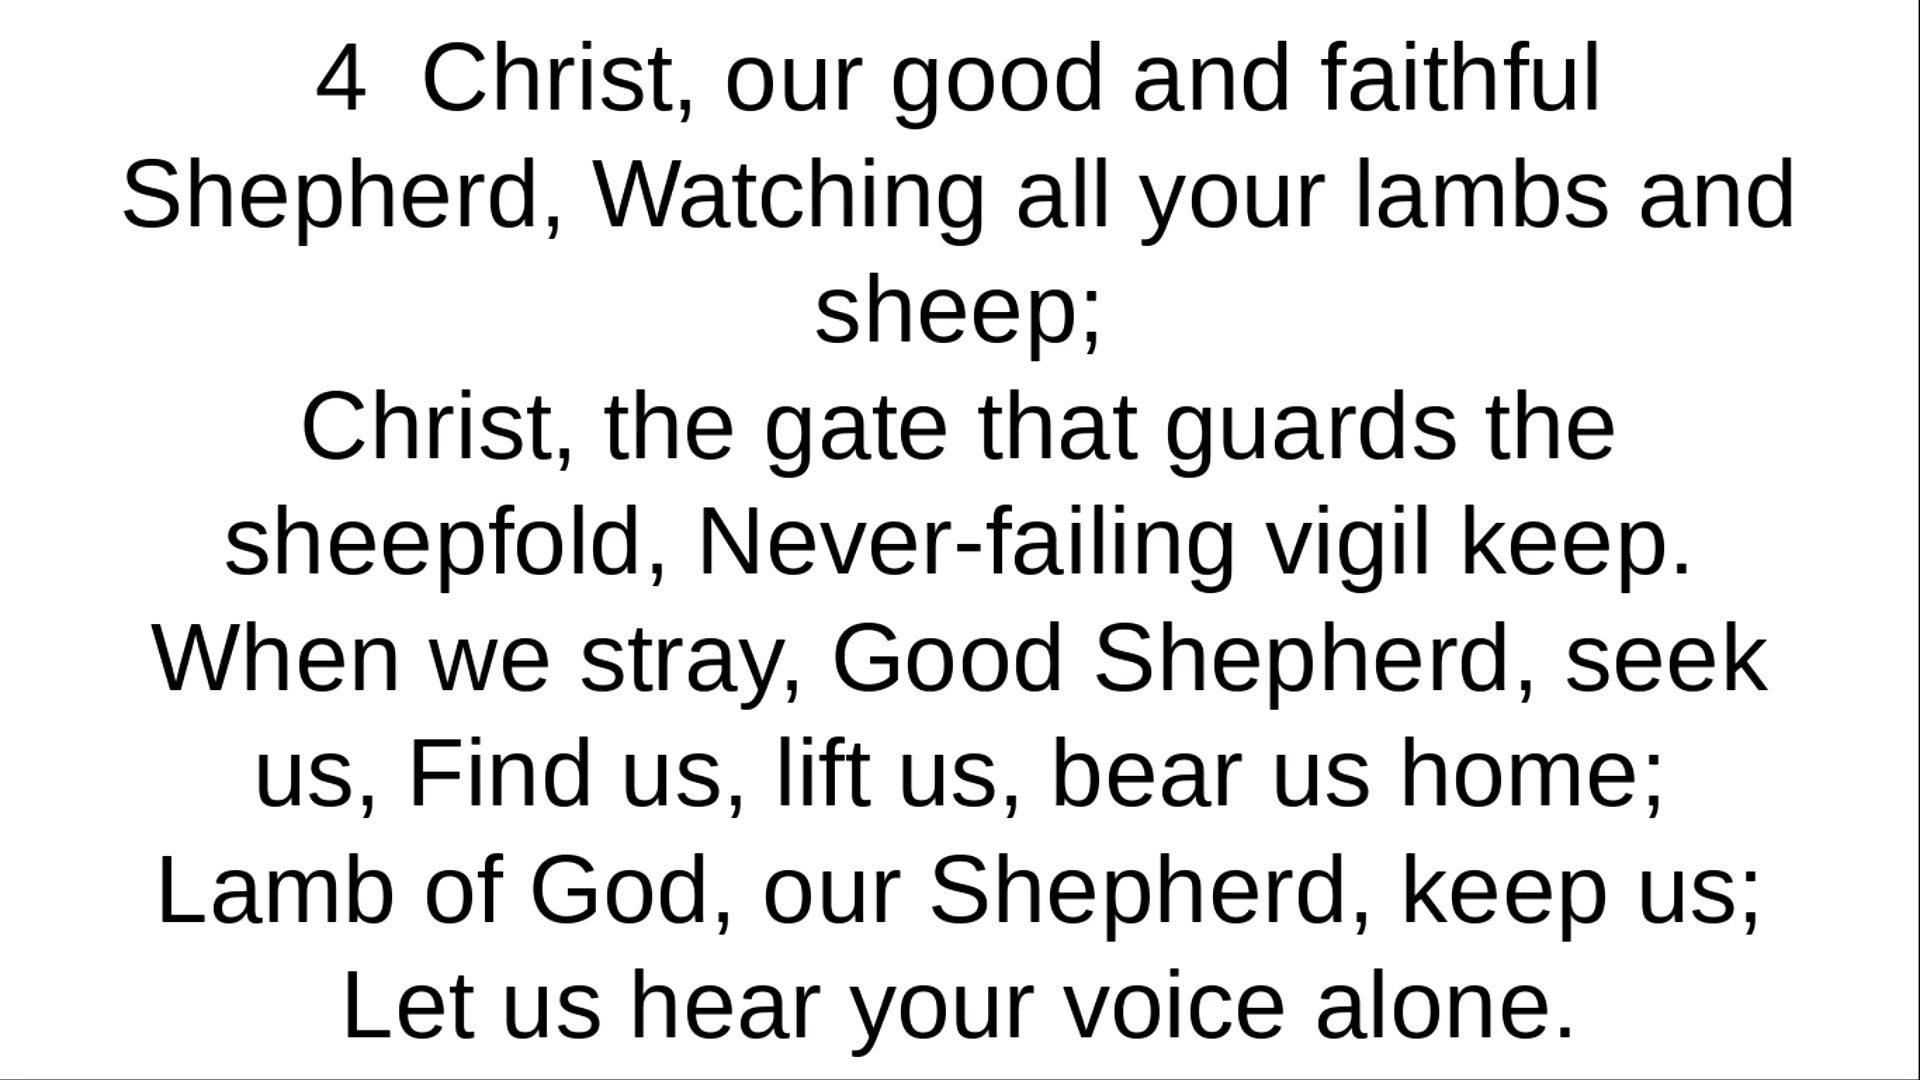 4  Christ, our good and faithful
Shepherd, Watching all your lambs and
sheep;
Christ, the gate that guards the
sheepfold, Never-failing vigil keep.
When we stray, Good Shepherd, seek
us, Find us, lift us, bear us home;
Lamb of God, our Shepherd, keep us;
Let us hear your voice alone.